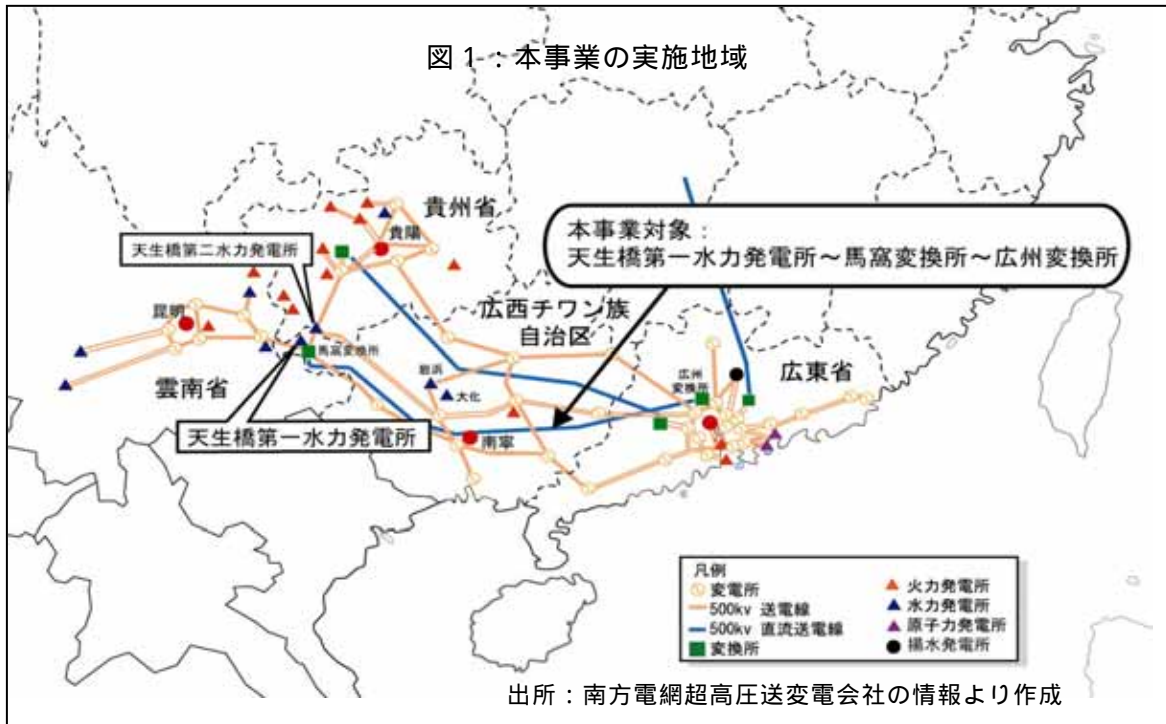 図1:本事業の実施地域
貴州省
貴陽
天生橋第二水力発電所
本事業対象:
天生橋第一水力発電所~馬窩変換所~広州変換所
昆明
広西チワン族
自治区
馬窩変換所
岩浜
大化
広州
変換所
広東省
雲南省
天生橋第一水力発電所
南寧
凡例
変電所
500kv 送電線
500kv 直流送電線
変換所
火力発電所
水力発電所
原子力発電所
揚水発電所
出所:南方電網超高圧送変電会社の情報より作成